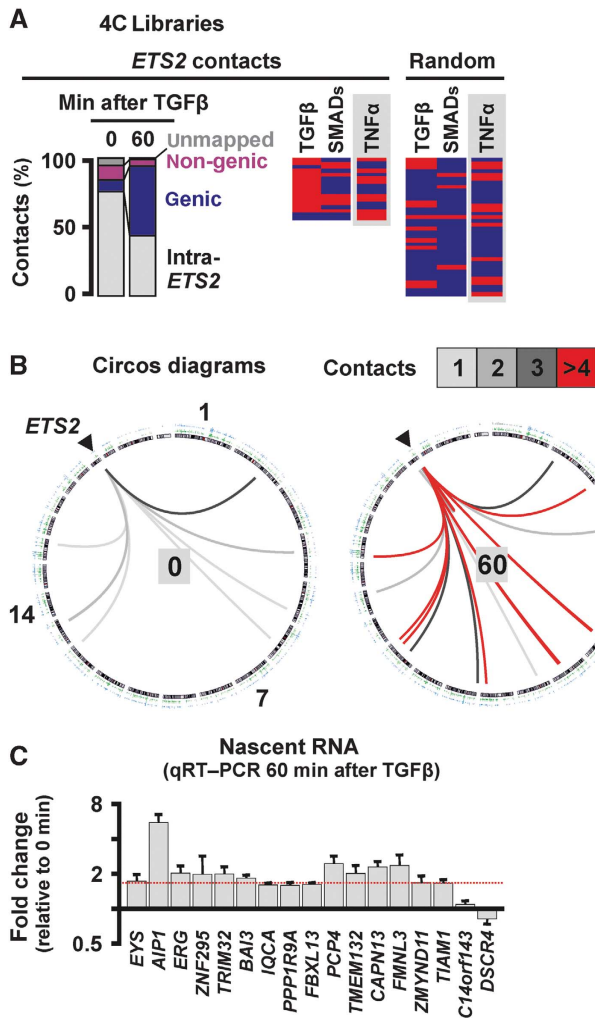 A
4C Libraries
ETS2 contacts
Random
Min after TGFβ
0 60
Unmapped
Non-genic
Genic
Intra-
ETS2
Contacts (%)
100
50
0
TGFβ
SMADs
TNFα
TGFβ
SMADs
TNFα
B
Circos diagrams
Contacts
1 2 3 >4
ETS2
1
0
14
7
60
C
Nascent RNA
(qRT–PCR 60 min after TGFβ)
Fold change
(relative to 0 min)
8
2
0.5
EYS
AIP1
ERG
ZNF295
TRIM32
BAI3
IQCA
PPP1R9A
FBXL13
PCP4
TMEM132
CAPN13
FMNL3
ZMYND11
TIAM1
C14orf143
DSCR4